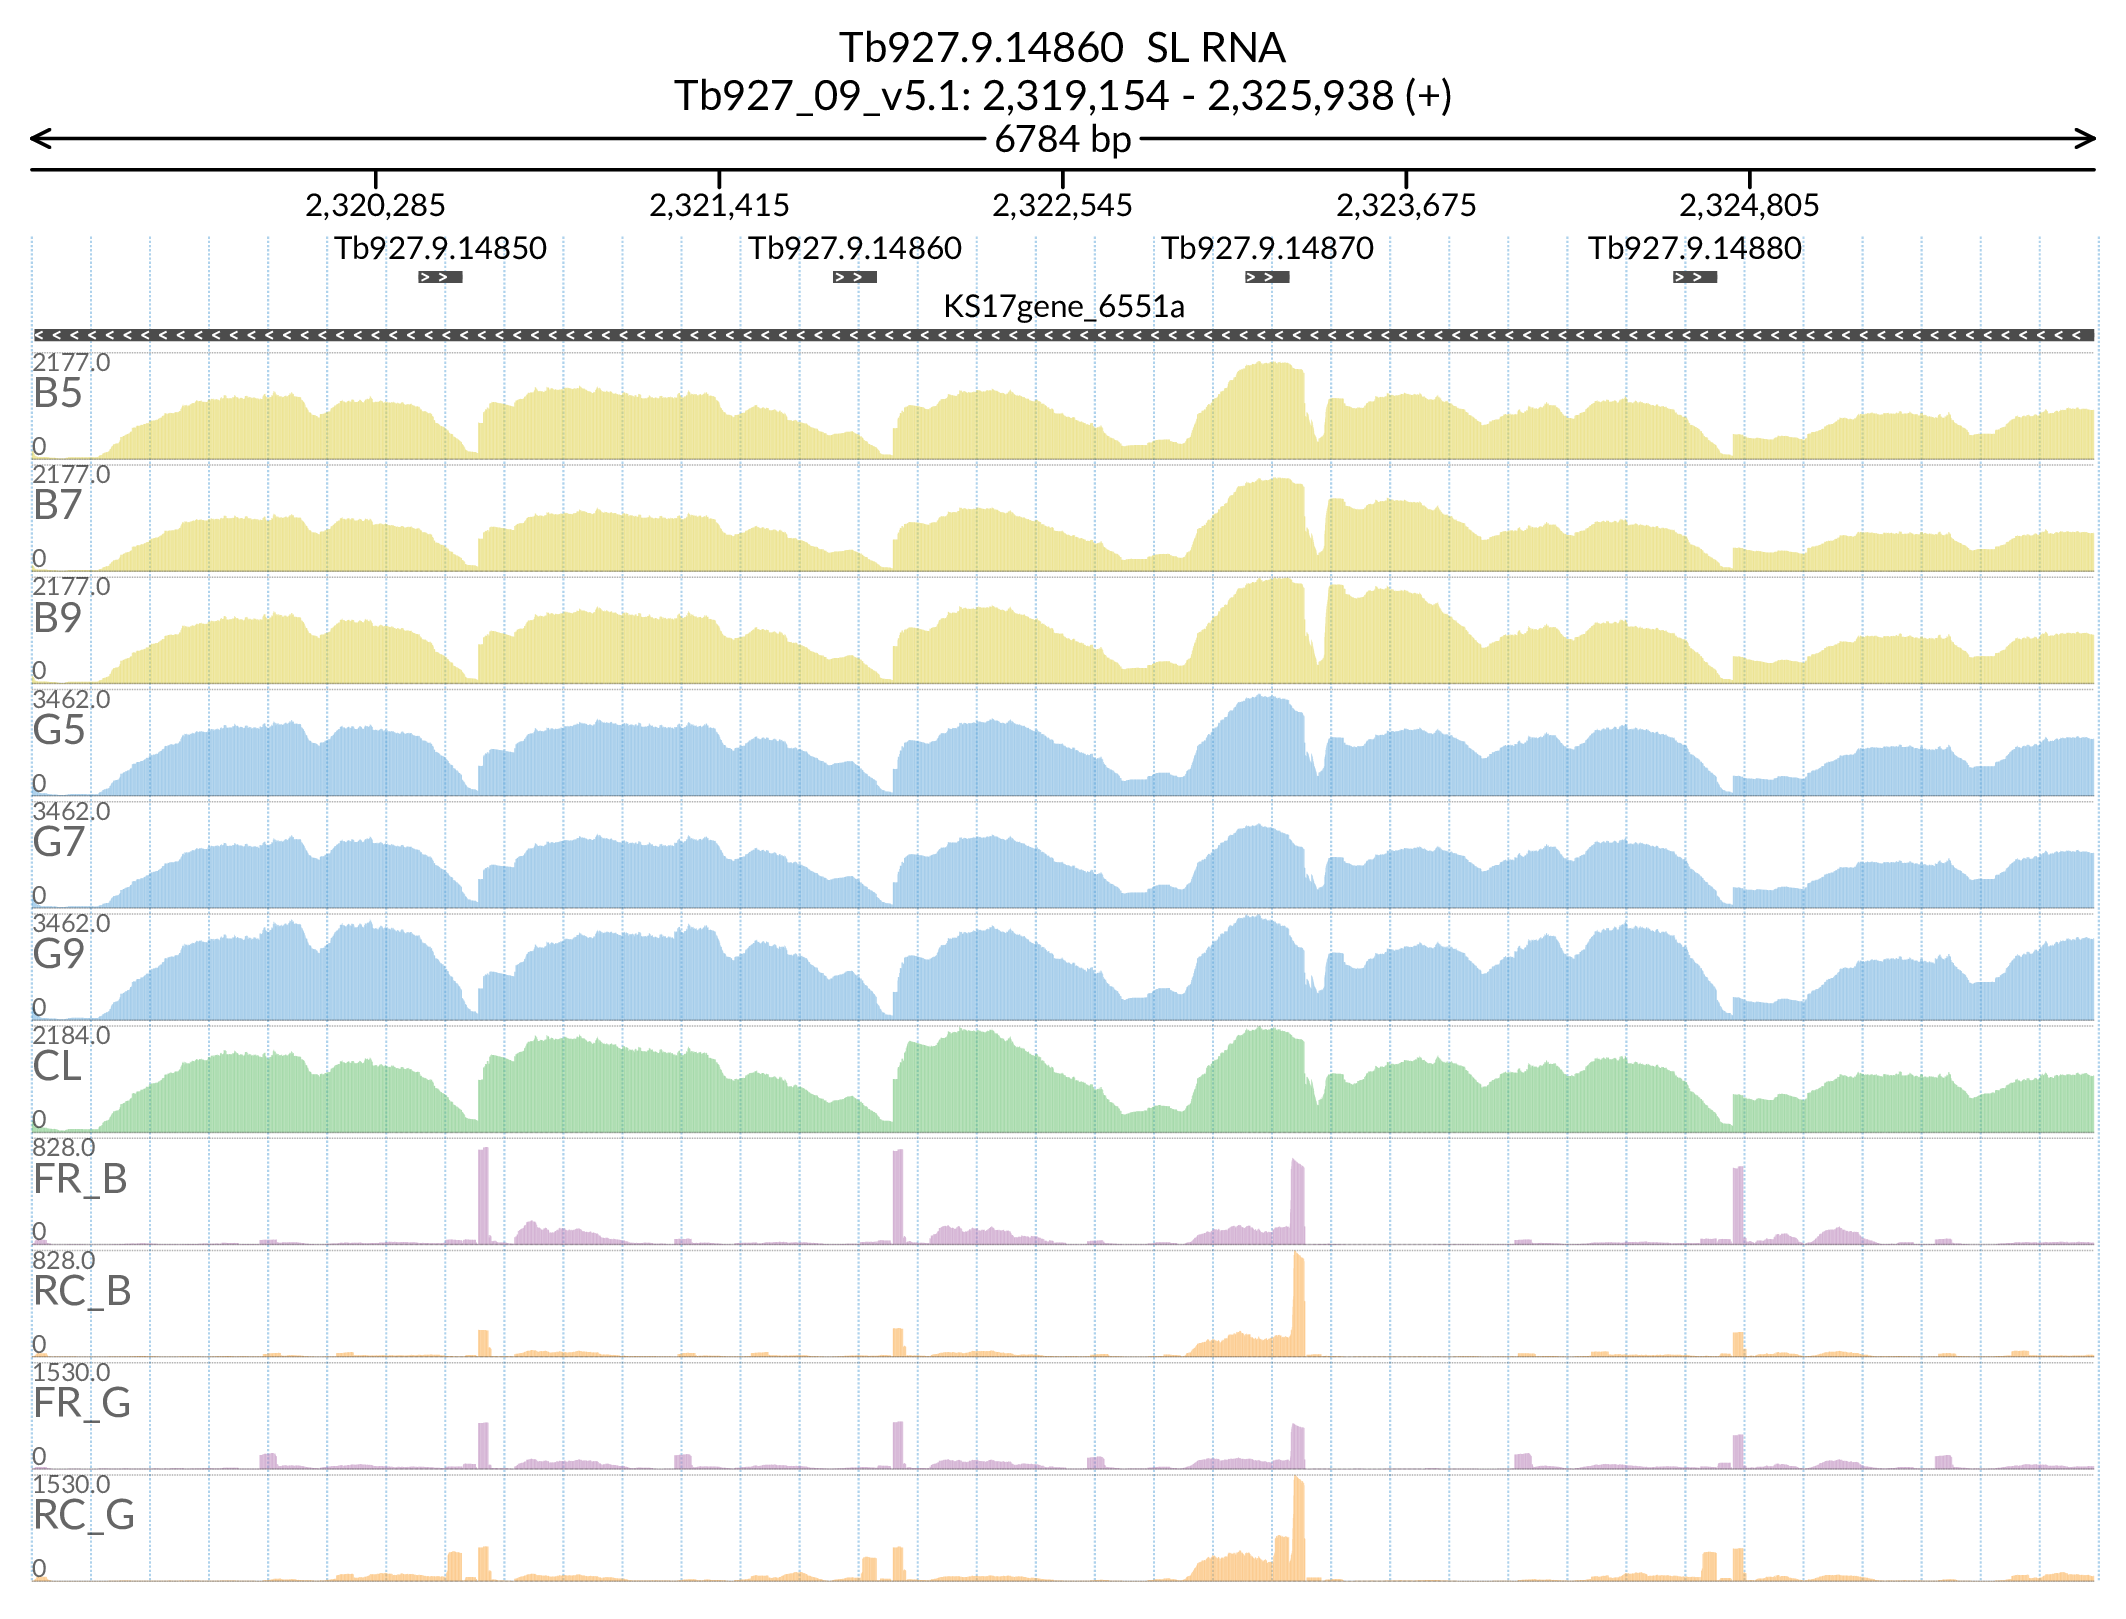 Tb927.9.14860 SL RNA
Tb927_09_v5.1: 2,319,154 - 2,325,938 (+)
6784 bp
2,320,285 2,321,415 2,322,545 2,323,675 2,324,805
Tb927.9.14850 Tb927.9.14860 Tb927.9.14870 Tb927.9.14880
KS17gene_6551a
2177.0
B5
0
2177.0
B7
0
2177.0
B9
0
3462.0
G5
0
3462.0
G7
0
3462.0
G9
0
2184.0
CL
0
828.0
FR_B
0
828.0
RC_B
0
1530.0
FR_G
0
1530.0
RC_G
0